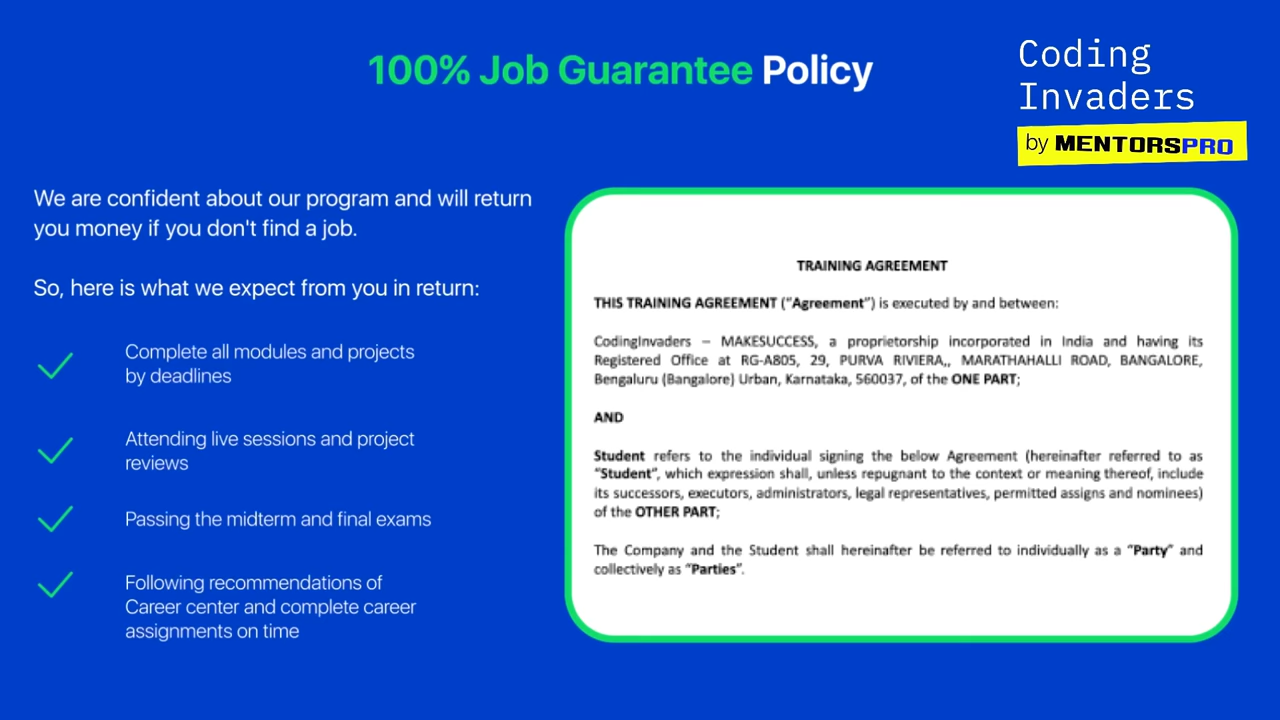 100% Job Guarantee Policy
Coding
Invaders
by MENTORSPRO
We are confident about our program and will return
you money if you don't find a job.
So, here is what we expect from you in return:
Complete all modules and projects
by deadlines
Attending live sessions and project
reviews
Passing the midterm and final exams
Following recommendations of
Career center and complete career
assignments on time
TRAINING AGREEMENT
THIS TRAINING AGREEMENT (“Agreement”) is executed by and between:
CodingInvaders – MAKESUCCESS, a proprietorship incorporated in India and having its
Registered Office at RG-A805, 29, PURVA RIVIERA,, MARATHAHALLI ROAD, BANGALORE,
Bengaluru (Bangalore) Urban, Karnataka, 560037, of the ONE PART;
AND
Student refers to the individual signing the below Agreement (hereinafter referred to as
“Student”, which expression shall, unless repugnant to the context or meaning thereof, include
its successors, executors, administrators, legal representatives, permitted assigns and nominees)
of the OTHER PART;
The Company and the Student shall hereinafter be referred to individually as a “Party” and
collectively as “Parties”.